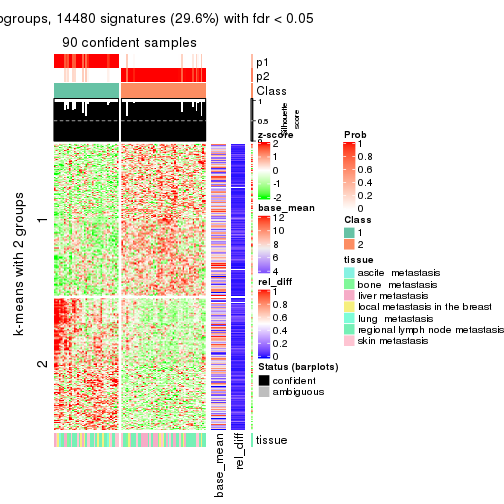 ogroups, 14480 signatures (29.6%) with fdr < 0.05
90 confident samples
p1
p2
Class
1
0.5
Silhouette
score
z-score
2
1
0
-1
-2
base_mean
12
10
8
6
4
rel_diff
1
0.8
0.6
0.4
0.2
0
Status (barplots)
confident
ambiguous
Prob
1
0.8
0.6
0.4
0.2
0
Class
1
2
tissue
ascite metastasis
bone metastasis
liver metastasis
local metastasis in the breast
lung metastasis
regional lymph node metastasis
skin metastasis
k-means with 2 groups
1
2
tissue
base_mean
rel_diff